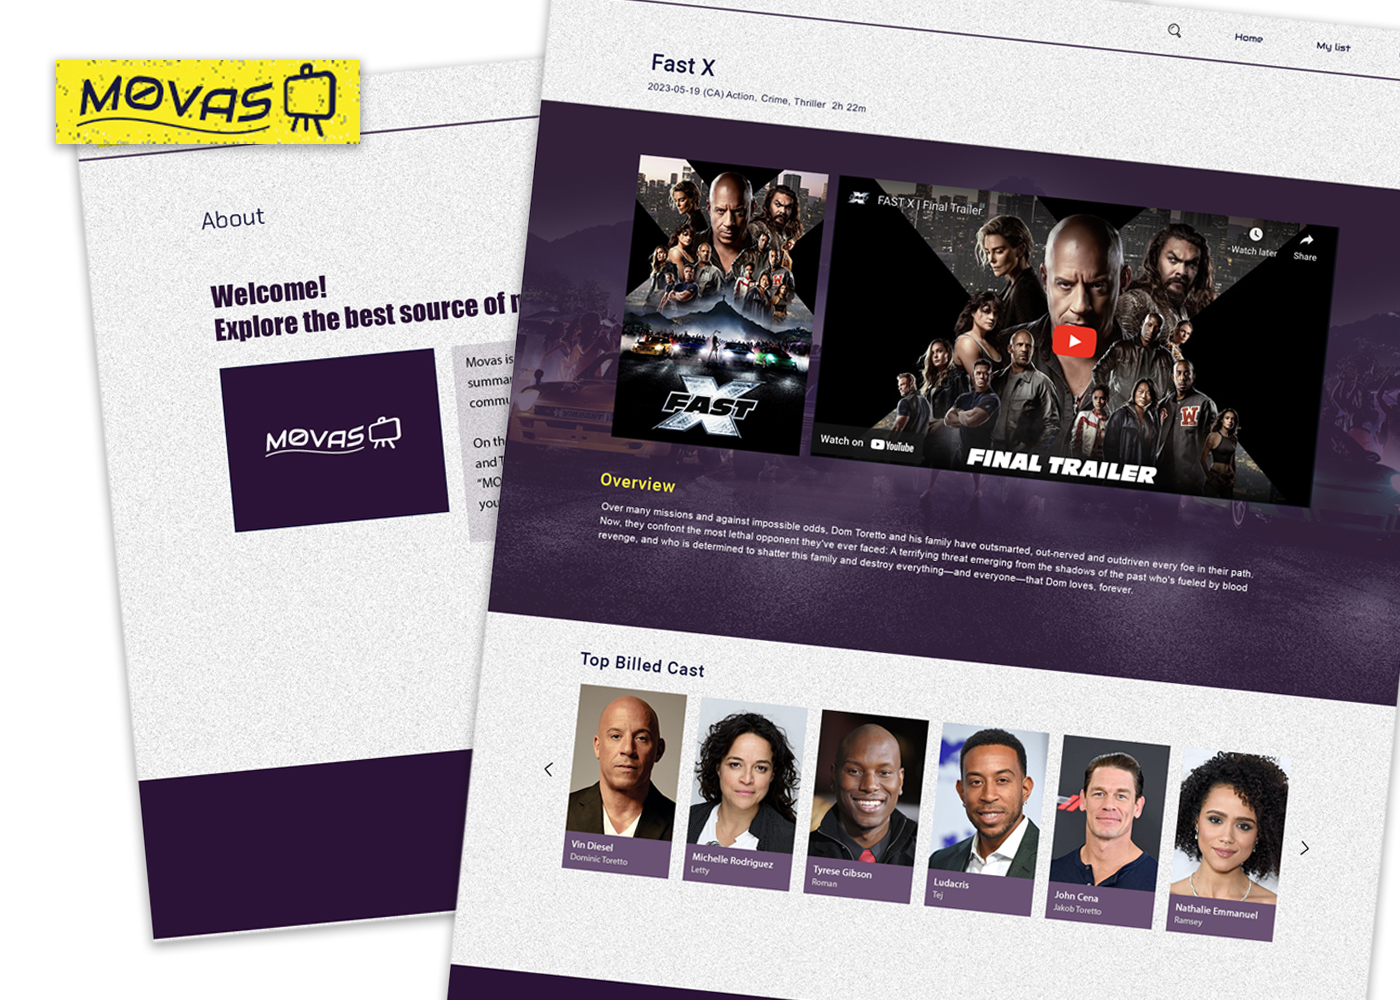 MOVAS
About
Welcome!
Explore the best source of
MOVAS
Movas is
On th
and
you
Home
My list
Fast X
2023-05-19 (CA) Action, Crime, Thriller 2h 22m
FAST X
FAST X | Final Trailer
Watch later
Share
W
Watch on YouTube
FINAL TRAILER
Overview
Over many missions and against impossible odds, Dom Toretto and his family have outsmarted, out-nerved and outdriven every foe in their path.
Now, they confront the most lethal opponent they've ever faced: A terrifying threat emerging from the shadows of the past who's fueled by blood
revenge, and who is determined to shatter this family and destroy everything—and everyone—that Dom loves, forever.
Top Billed Cast
Vin Diesel
Dominic Toretto
Michelle Rodriguez
Letty
Tyrese Gibson
Roman
Ludacris
Tej
John Cena
Jakob Toretto
Nathalie Emmanuel
Ramsey